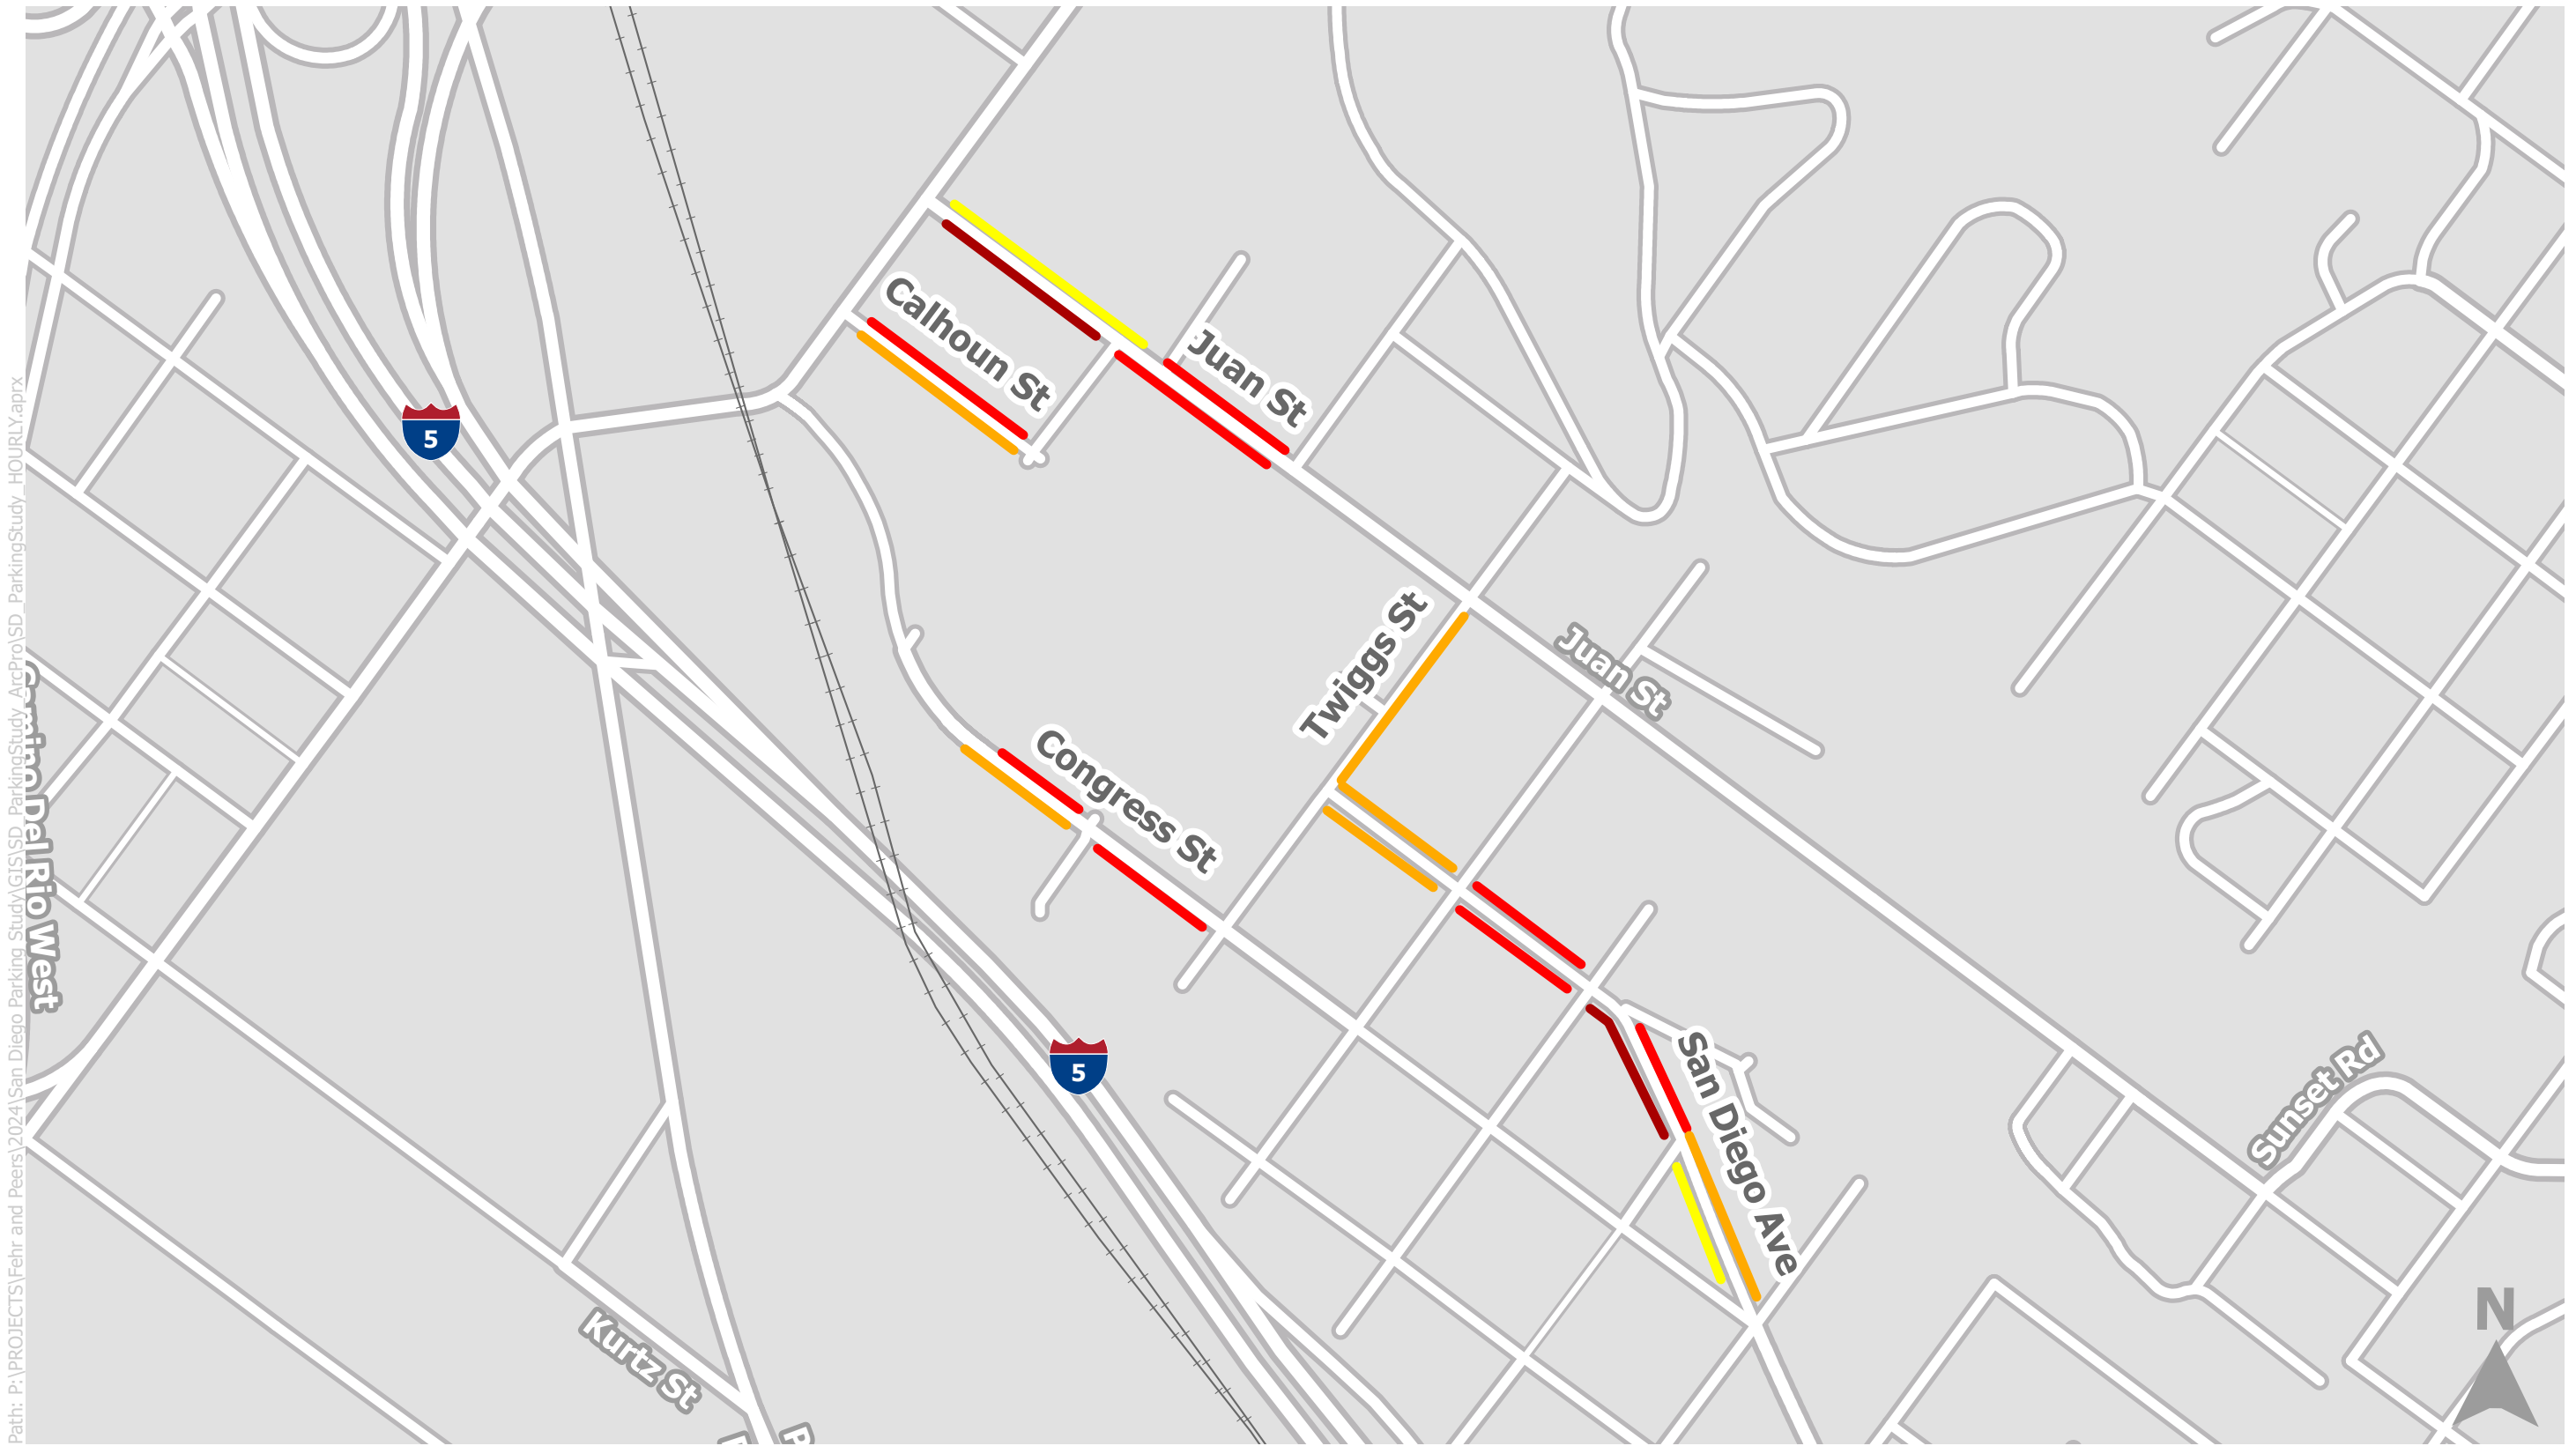 Calhoun St
Juan St
5
Twiggs St
Juan St
Congress St
Camino Del Rio West
5
San Diego Ave
Sunset Rd
Kurtz St
N
Path: P:\PROJECTS\Fehr and Peers\2024\San Diego Parking Study\GIS\SD_ParkingStudy_ArcPro\SD_ParkingStudy_HOURLY.aprx